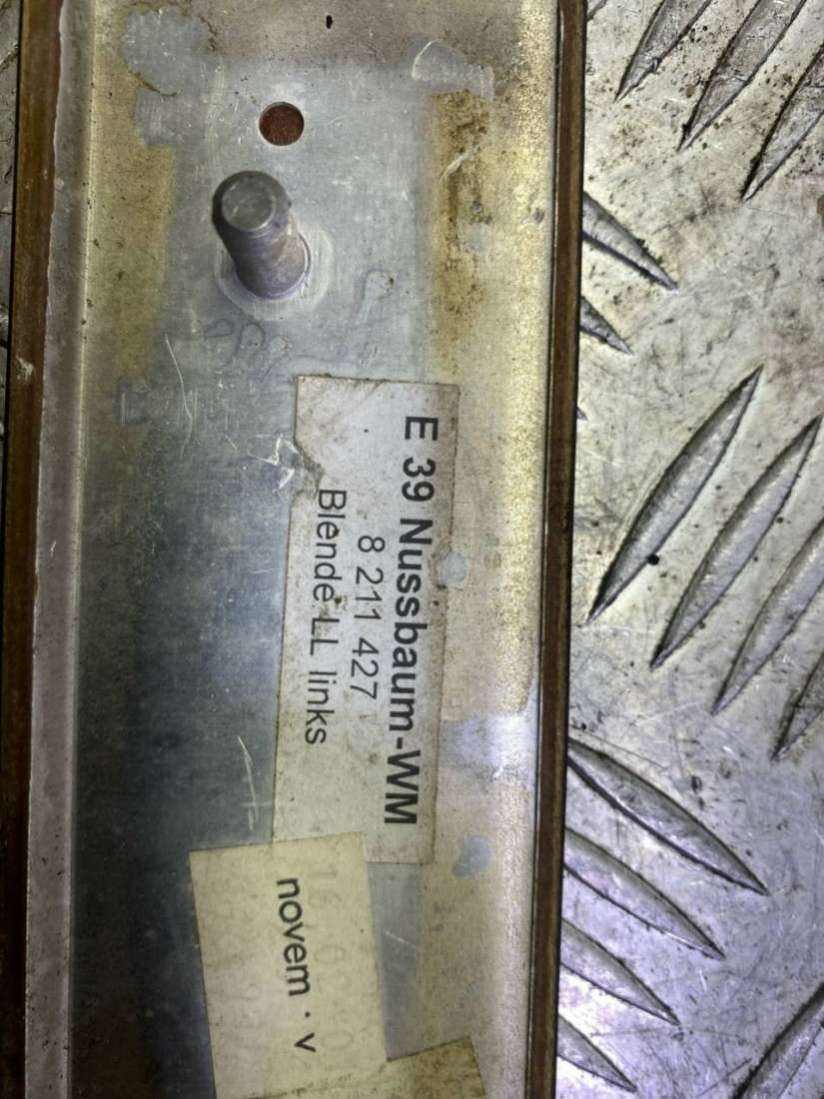 E 39 Nussbaum-WM
8 211 427
Blende LL links
novem · v